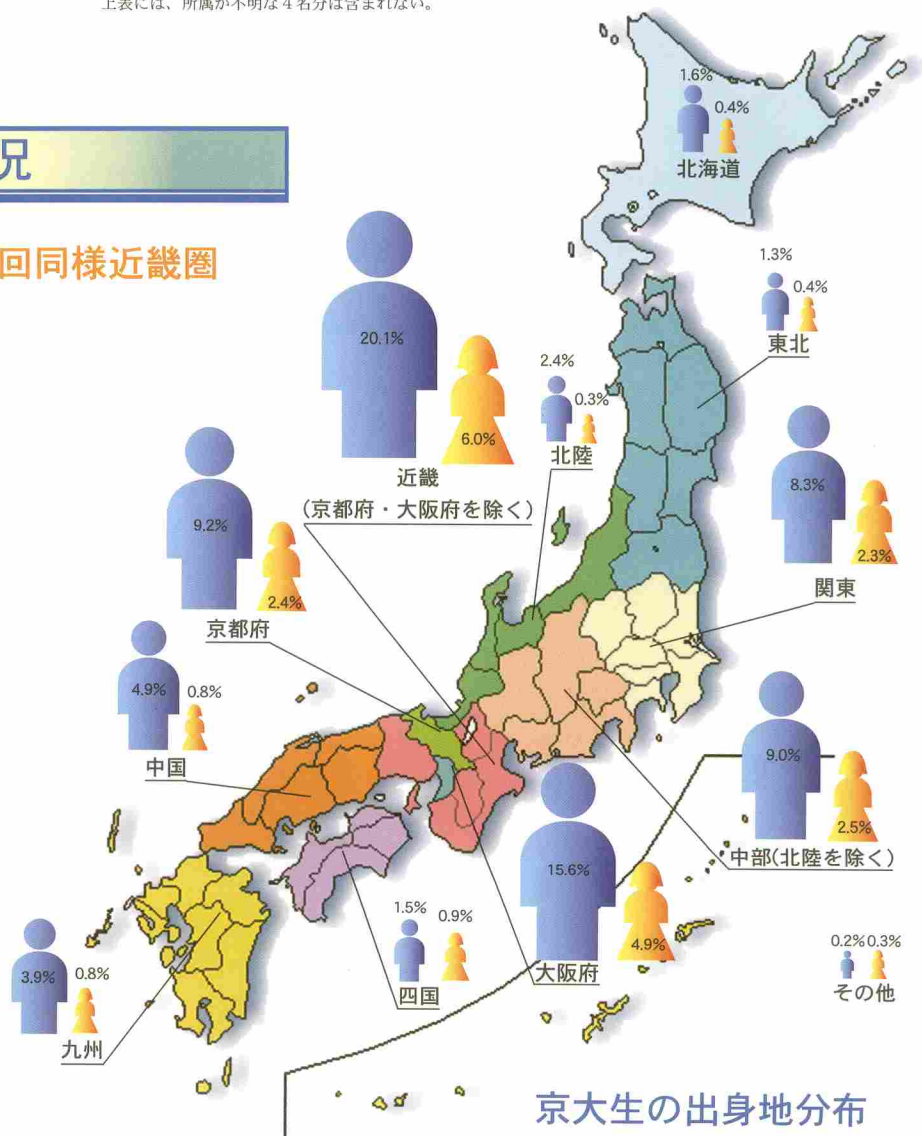 上表には、所属が不明な4名分は含まれない。
況
回同様近畿圏
1.6%
0.4%
北海道
1.3%
0.4%
東北
20.1%
6.0%
近畿
(京都府・大阪府を除く)
2.4%
0.3%
北陸
8.3%
2.3%
関東
9.2%
2.4%
京都府
4.9%
0.8%
中国
9.0%
2.5%
中部(北陸を除く)
15.6%
4.9%
大阪府
1.5%
0.9%
四国
3.9%
0.8%
九州
0.2%
0.3%
その他
京大生の出身地分布